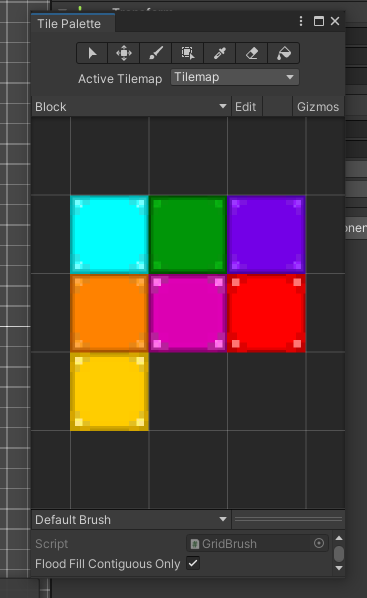 Tile Palette
Active Tilemap Tilemap
Block Edit Gizmos
Default Brush
Script GridBrush
Flood Fill Contiguous Only